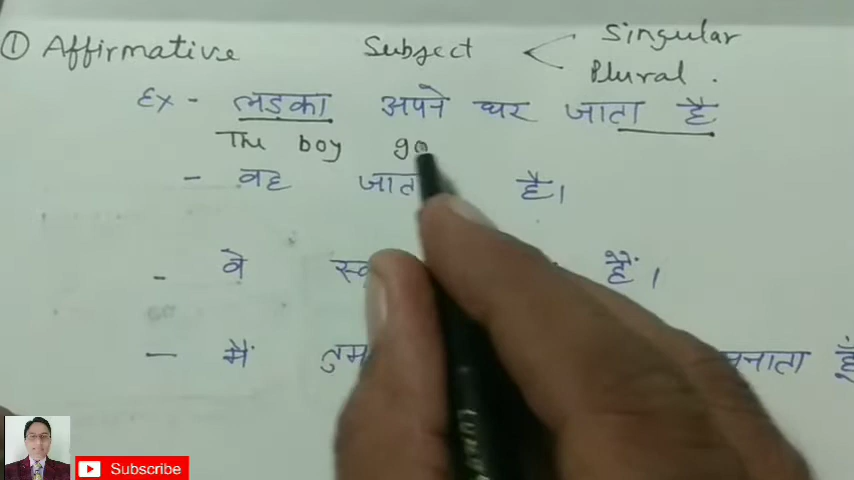 ① Affirmative Subject < Singular
Plural .
Ex - लड़का अपने घर जाता है
The boy go
- वह जाता है।
- वे हैं ।
- मैं तुम
Subscribe